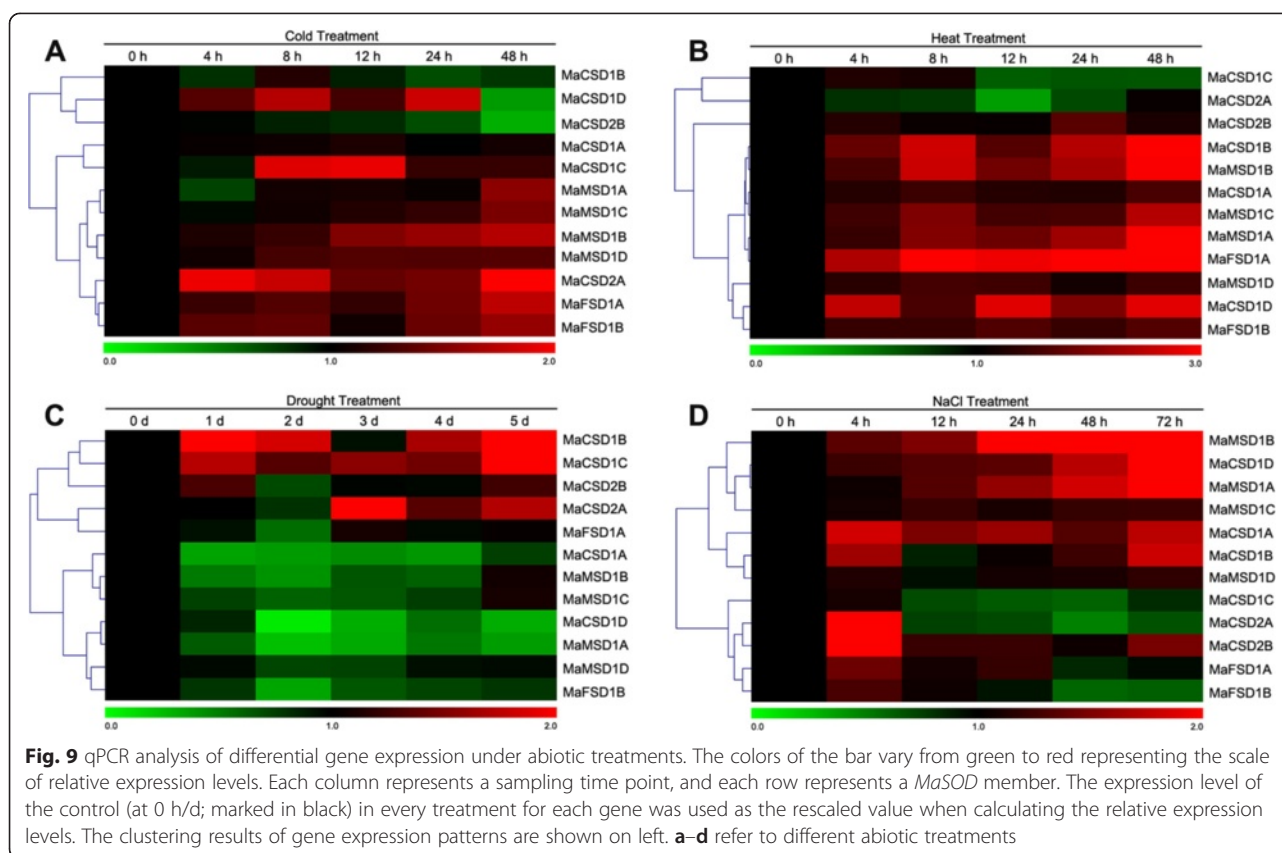 A
Cold Treatment
0 h 4 h 8 h 12 h 24 h 48 h
MaCSD1B
MaCSD1D
MaCSD2B
MaCSD1A
MaCSD1C
MaMSD1A
MaMSD1C
MaMSD1B
MaMSD1D
MaCSD2A
MaFSD1A
MaFSD1B
0.0 1.0 2.0
B
Heat Treatment
0 h 4 h 8 h 12 h 24 h 48 h
MaCSD1C
MaCSD2A
MaCSD2B
MaCSD1B
MaMSD1B
MaCSD1A
MaMSD1C
MaMSD1A
MaFSD1A
MaMSD1D
MaCSD1D
MaFSD1B
0.0 1.0 3.0
C
Drought Treatment
0 d 1 d 2 d 3 d 4 d 5 d
MaCSD1B
MaCSD1C
MaCSD2B
MaCSD2A
MaFSD1A
MaCSD1A
MaMSD1B
MaMSD1C
MaCSD1D
MaMSD1A
MaMSD1D
MaFSD1B
0.0 1.0 2.0
D
NaCl Treatment
0 h 4 h 12 h 24 h 48 h 72 h
MaMSD1B
MaCSD1D
MaMSD1A
MaMSD1C
MaCSD1A
MaCSD1B
MaMSD1D
MaCSD1C
MaCSD2A
MaCSD2B
MaFSD1A
MaFSD1B
0.0 1.0 2.0
Fig. 9 qPCR analysis of differential gene expression under abiotic treatments. The colors of the bar vary from green to red representing the scale
of relative expression levels. Each column represents a sampling time point, and each row represents a MaSOD member. The expression level of
the control (at 0 h/d; marked in black) in every treatment for each gene was used as the rescaled value when calculating the relative expression
levels. The clustering results of gene expression patterns are shown on left. a–d refer to different abiotic treatments